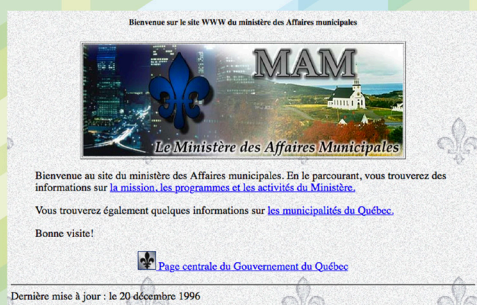 Bienvenue sur le site WWW du ministère des Affaires municipales
MAM
Le Ministère des Affaires Municipales
Bienvenue au site du ministère des Affaires municipales. En le parcourant, vous trouverez des
informations sur la mission, les programmes et les activités du Ministère.
Vous trouverez également quelques informations sur les municipalités du Québec.
Bonne visite!
Page centrale du Gouvernement du Québec
Dernière mise à jour : le 20 décembre 1996